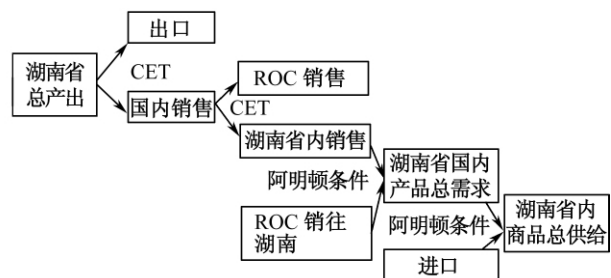 出口
湖南省
总产出
CET
国内销售
ROC 销售
CET
湖南省内销售
阿明顿条件
湖南省国内
产品总需求
ROC 销往
湖南
阿明顿条件
湖南省内
商品总供给
进口